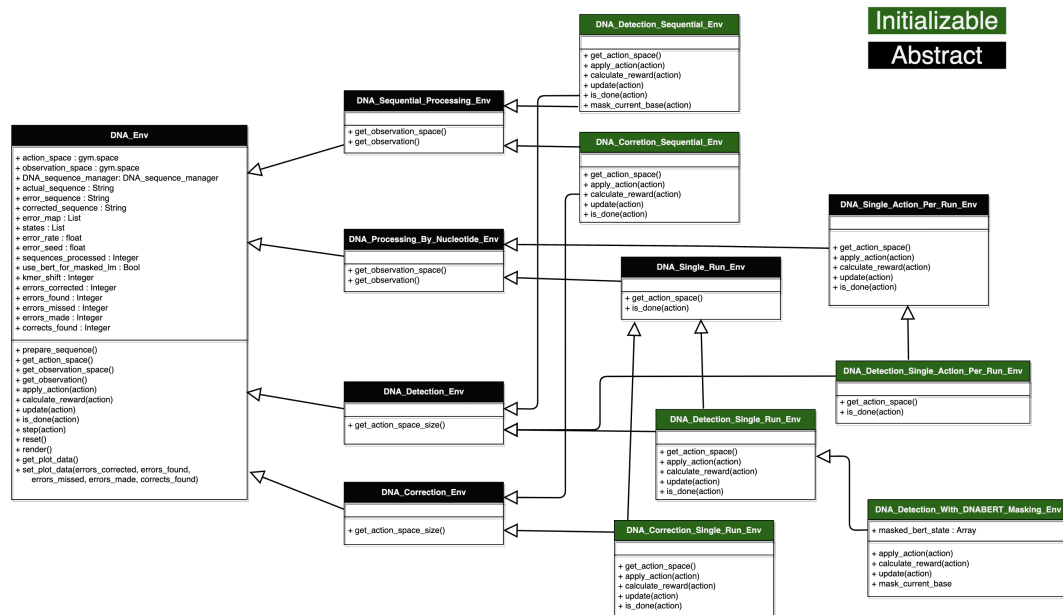 Initializable
Abstract
DNA_Env
+ action_space : gym.space
+ observation_space : gym.space
+ DNA_sequence_manager: DNA_sequence_manager
+ actual_sequence : String
+ error_sequence : String
+ corrected_sequence : String
+ error_map : List
+ states : List
+ error_rate : float
+ error_seed : float
+ sequences_processed : Integer
+ use_bert_for_masked_lm : Bool
+ kmer_shift : Integer
+ errors_corrected : Integer
+ errors_found : Integer
+ errors_missed : Integer
+ errors_made : Integer
+ corrects_found : Integer
+ prepare_sequence()
+ get_action_space()
+ get_observation_space()
+ get_observation()
+ apply_action(action)
+ calculate_reward(action)
+ update(action)
+ is_done(action)
+ step(action)
+ reset()
+ render()
+ get_plot_data()
+ set_plot_data(errors_corrected, errors_found,
errors_missed, errors_made, corrects_found)
DNA_Sequential_Processing_Env
+ get_observation_space()
+ get_observation()
DNA_Processing_By_Nucleotide_Env
+ get_observation_space()
+ get_observation()
DNA_Detection_Env
+ get_action_space_size()
DNA_Correction_Env
+ get_action_space_size()
DNA_Detection_Sequential_Env
+ get_action_space()
+ apply_action(action)
+ calculate_reward(action)
+ update(action)
+ is_done(action)
+ mask_current_base(action)
DNA_Corretion_Sequential_Env
+ get_action_space()
+ apply_action(action)
+ calculate_reward(action)
+ update(action)
+ is_done(action)
DNA_Single_Run_Env
+ get_action_space()
+ is_done(action)
DNA_Detection_Single_Run_Env
+ get_action_space()
+ apply_action(action)
+ calculate_reward(action)
+ update(action)
+ is_done(action)
DNA_Correction_Single_Run_Env
+ get_action_space()
+ apply_action(action)
+ calculate_reward(action)
+ update(action)
+ is_done(action)
DNA_Single_Action_Per_Run_Env
+ get_action_space()
+ apply_action(action)
+ calculate_reward(action)
+ update(action)
+ is_done(action)
DNA_Detection_Single_Action_Per_Run_Env
+ get_action_space()
+ is_done(action)
DNA_Detection_With_DNABERT_Masking_Env
+ masked_bert_state : Array
+ apply_action(action)
+ calculate_reward(action)
+ update(action)
+ mask_current_base